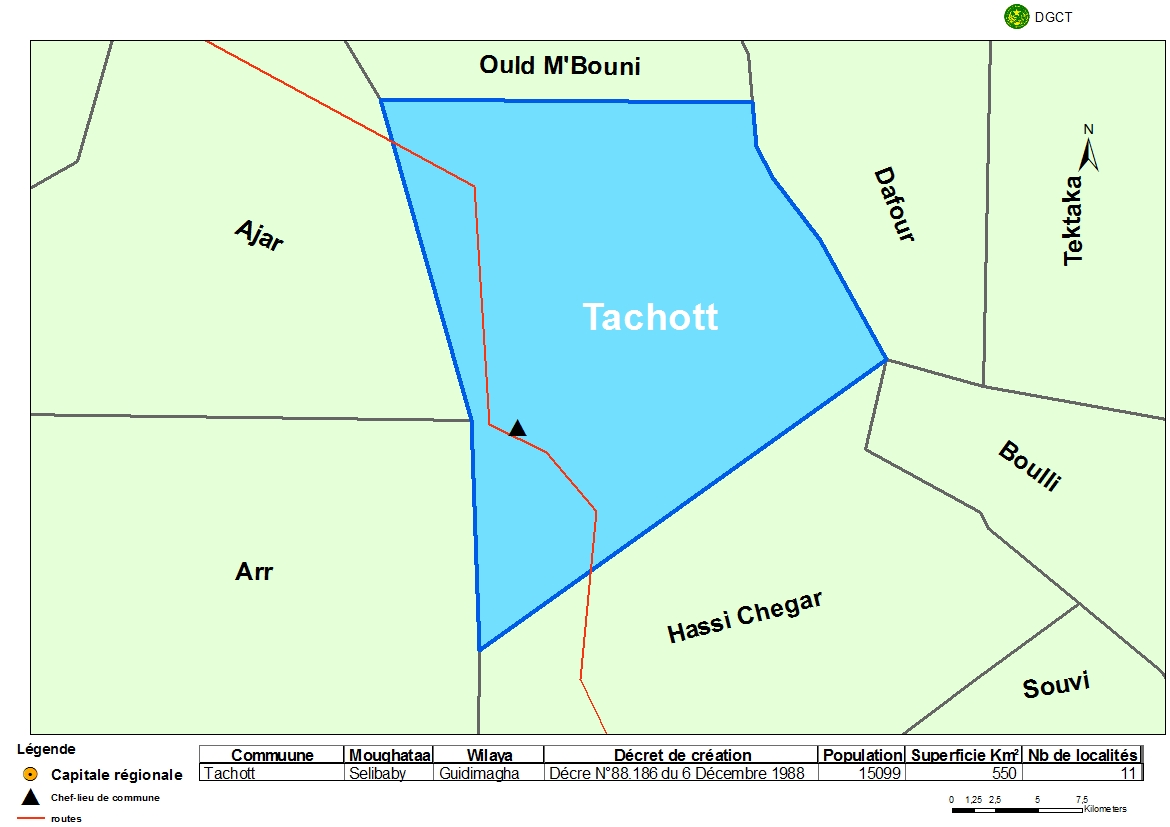 DGCT
Ould M'Bouni
N
Dafour
Tektaka
Ajar
Tachott
Boulli
Arr
Hassi Chegar
Souvi
Légende
Capitale régionale
Chef-lieu de commune
routes
Commuune Moughataa Wilaya Décret de création Population Superficie Km² Nb de localités
Tachott Selibaby Guidimagha Décre N°88.186 du 6 Décembre 1988 15099 550 11
0 1,25 2,5 5 7,5
Kilometers